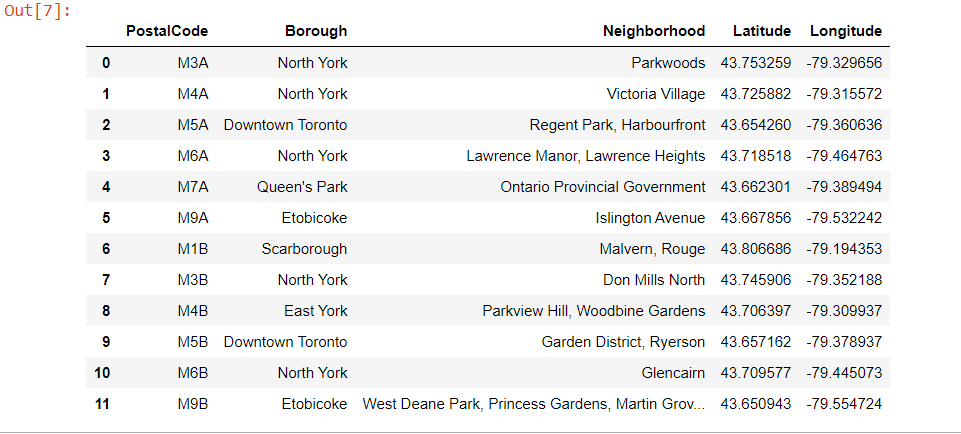 Out[7]:
PostalCode Borough Neighborhood Latitude Longitude
0 M3A North York Parkwoods 43.753259 -79.329656
1 M4A North York Victoria Village 43.725882 -79.315572
2 M5A Downtown Toronto Regent Park, Harbourfront 43.654260 -79.360636
3 M6A North York Lawrence Manor, Lawrence Heights 43.718518 -79.464763
4 M7A Queen's Park Ontario Provincial Government 43.662301 -79.389494
5 M9A Etobicoke Islington Avenue 43.667856 -79.532242
6 M1B Scarborough Malvern, Rouge 43.806686 -79.194353
7 M3B North York Don Mills North 43.745906 -79.352188
8 M4B East York Parkview Hill, Woodbine Gardens 43.706397 -79.309937
9 M5B Downtown Toronto Garden District, Ryerson 43.657162 -79.378937
10 M6B North York Glencairn 43.709577 -79.445073
11 M9B Etobicoke West Deane Park, Princess Gardens, Martin Grov... 43.650943 -79.554724